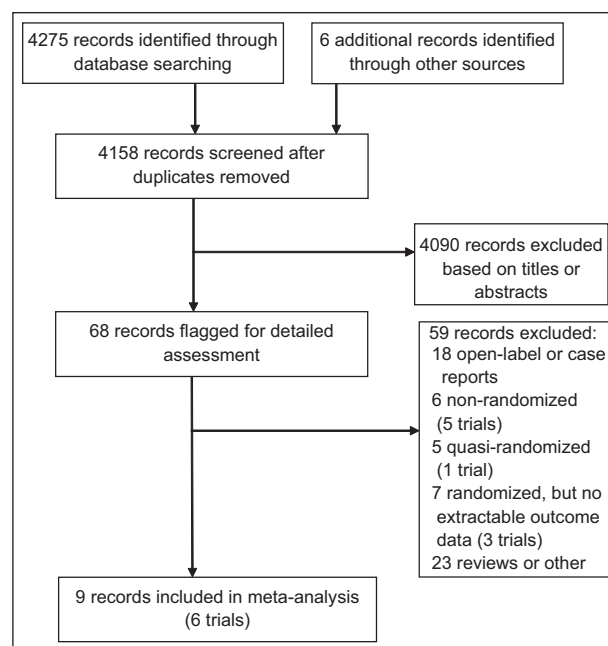 4275 records identified through
database searching
6 additional records identified
through other sources
4158 records screened after
duplicates removed
4090 records excluded
based on titles or
abstracts
68 records flagged for detailed
assessment
59 records excluded:
18 open-label or case
reports
6 non-randomized
(5 trials)
5 quasi-randomized
(1 trial)
7 randomized, but no
extractable outcome
data (3 trials)
23 reviews or other
9 records included in meta-analysis
(6 trials)